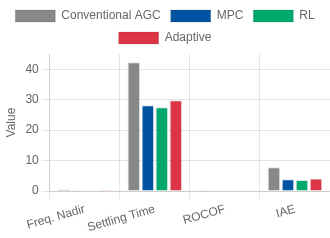 Conventional AGC MPC RL
Adaptive
40
30
20
10
0
Value
Freq. Nadir Settling Time ROCOF IAE